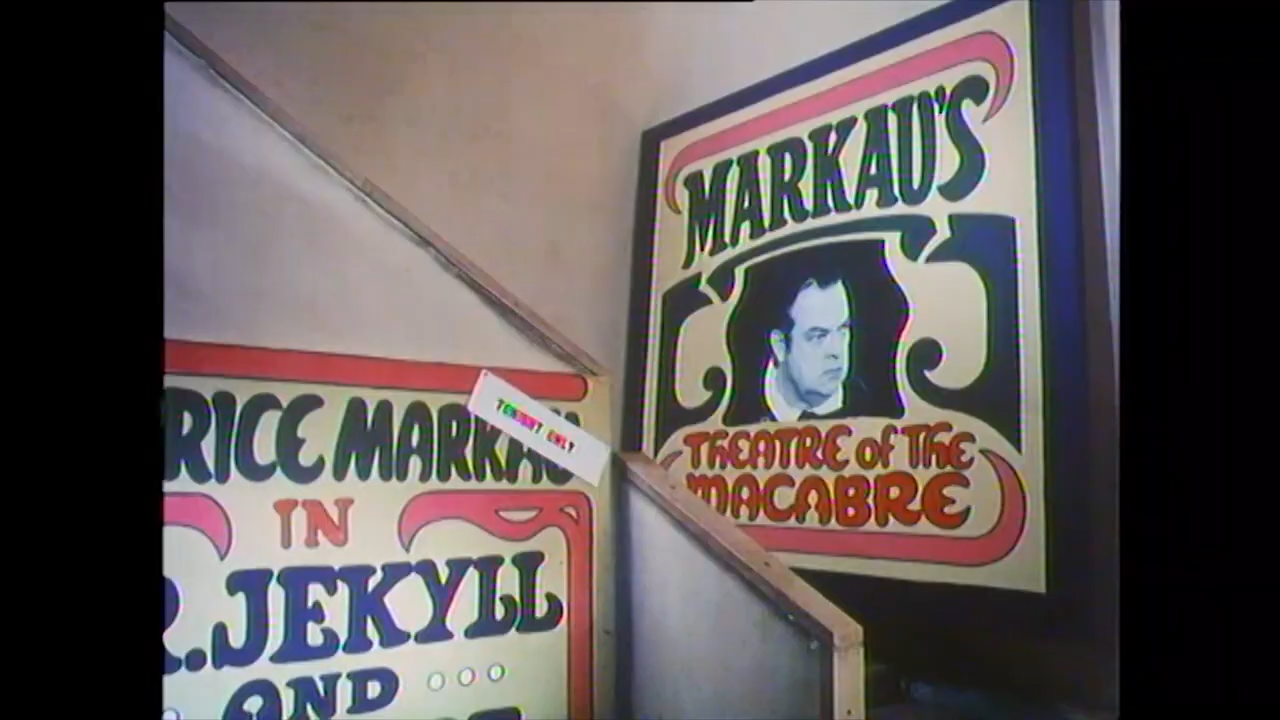 MARKAU'S
THEATRE OF THE
MACABRE
TONIGHT ONLY
RICE MARKAU
IN
R.JEKYLL
AND